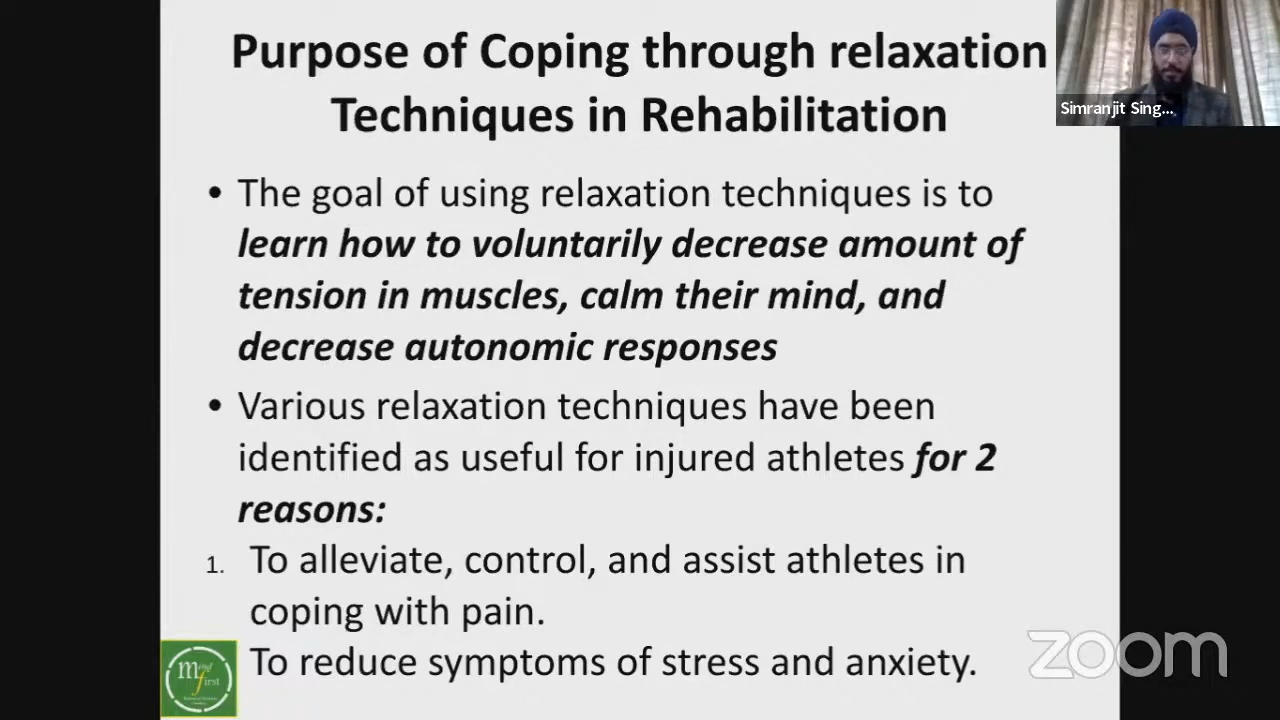 Purpose of Coping through relaxation
Techniques in Rehabilitation
Simranjit Sing...
• The goal of using relaxation techniques is to
learn how to voluntarily decrease amount of
tension in muscles, calm their mind, and
decrease autonomic responses
• Various relaxation techniques have been
identified as useful for injured athletes for 2
reasons:
1. To alleviate, control, and assist athletes in
coping with pain.
To reduce symptoms of stress and anxiety.
Mind
first
zoom